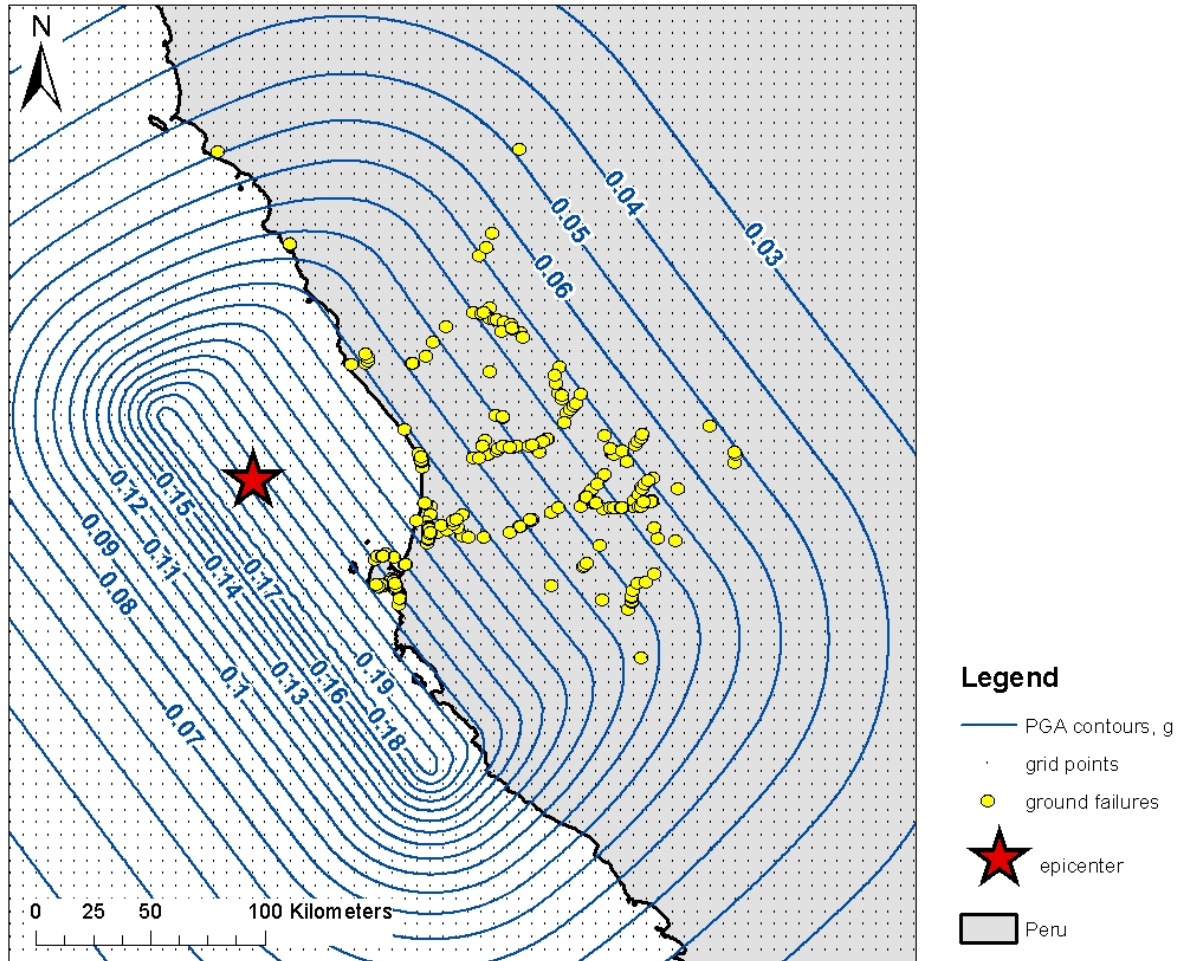 N
0.04
0.03
0.05
0.06
0.15
0.12
0.17
0.09
0.11
0.14
0.08
0.19
0.16
0.1
0.13
0.18
0.07
Legend
PGA contours, g
grid points
ground failures
epicenter
Peru
0 25 50 100 Kilometers